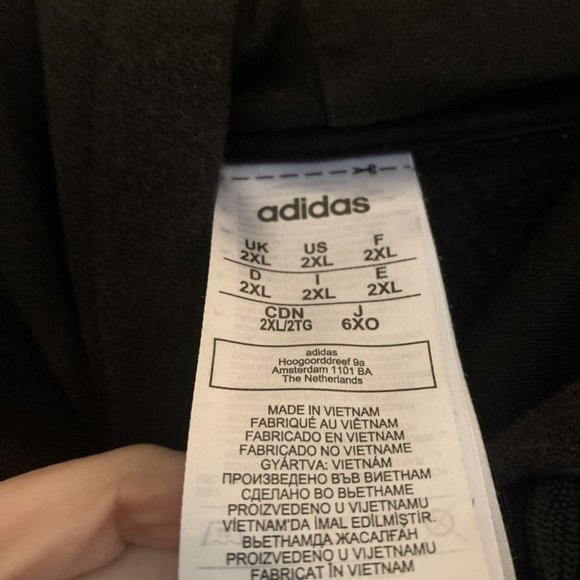 adidas
UK US F
2XL 2XL 2XL
D I E
2XL 2XL 2XL
CDN J
2XL/2TG 6XO
adidas
Hoogoorddreef 9a
Amsterdam 1101 BA
The Netherlands
MADE IN VIETNAM
FABRIQUÉ AU VIÊTNAM
FABRICADO EN VIETNAM
FABRICADO NO VIETNAME
GYÁRTVA: VIETNÁM
ПРОИЗВЕДЕНО ВЪВ ВИЕТНАМ
СДЕЛАНО ВО ВЬЕТНАМЕ
PROIZVEDENO U VIJETNAMU
VİETNAM'DA İMAL EDİLMİŞTİR.
ВЬЕТНАМДА ЖАСАЛҒАН
PROIZVEDENO U VIJETNAMU
FABRICAT ÎN VIETNAM